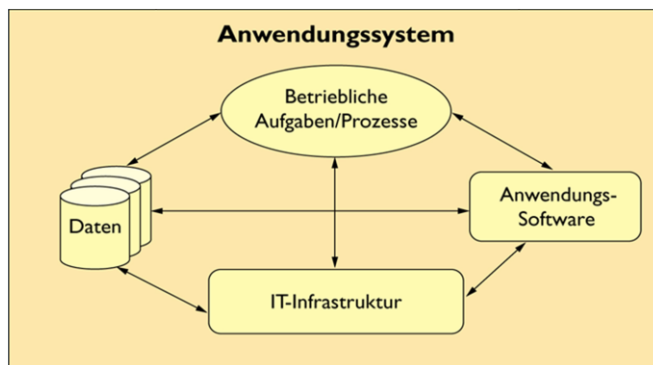 Anwendungssystem
Betriebliche
Aufgaben/Prozesse
Daten
Anwendungs-
Software
IT-Infrastruktur